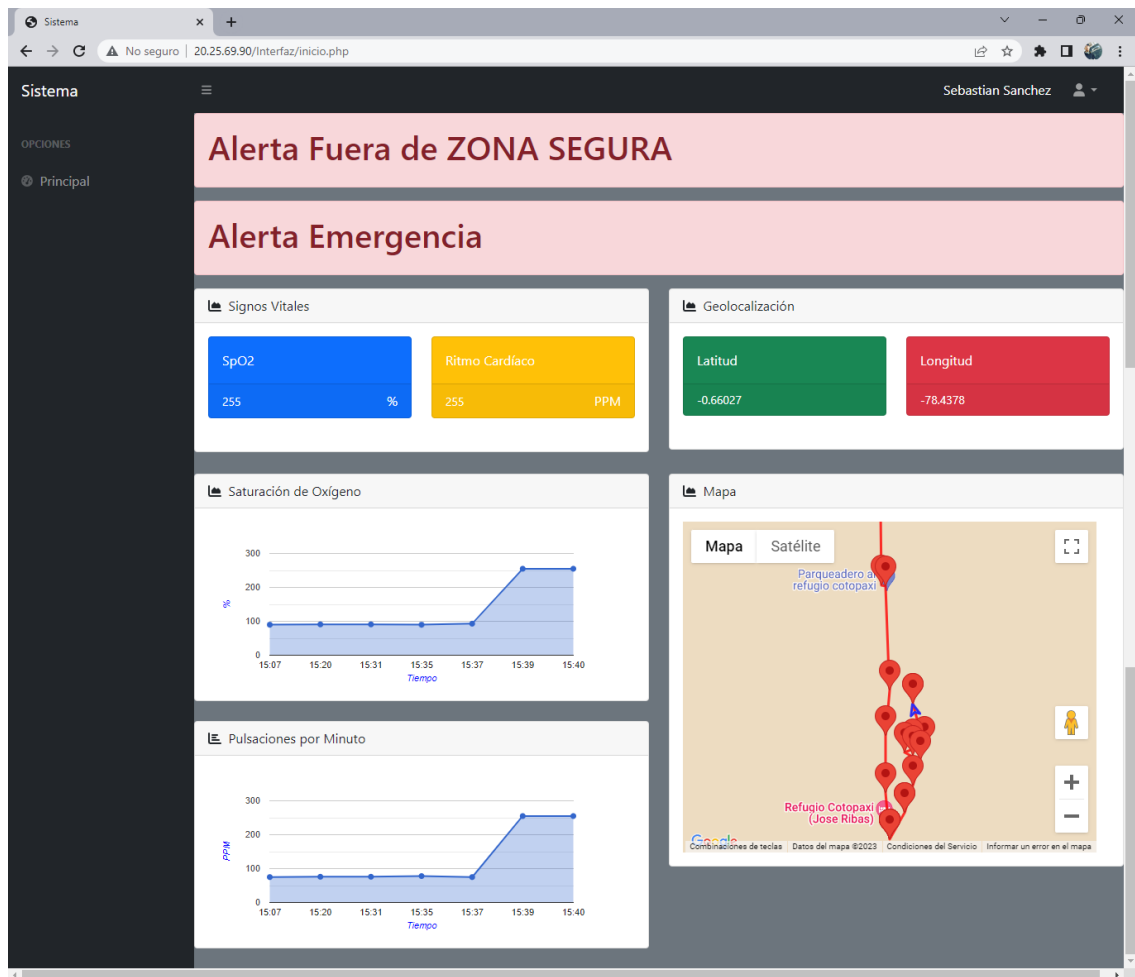 Sistema
No seguro
20.25.69.90/Interfaz/inicio.php
Sistema
Sebastian Sanchez
OPCIONES
Principal
Alerta Fuera de ZONA SEGURA
Alerta Emergencia
Signos Vitales
SpO2
255 %
Ritmo Cardíaco
255 PPM
Geolocalización
Latitud
-0.66027
Longitud
-78.4378
Saturación de Oxígeno
300
200
100
0
%
15:07 15:20 15:31 15:35 15:37 15:39 15:40
Tiempo
Mapa
Mapa Satélite
Parqueadero al
refugio cotopaxi
Refugio Cotopaxi
(Jose Ribas)
Google
Combinaciones de teclas Datos del mapa ©2023 Condiciones del Servicio Informar un error en el mapa
Pulsaciones por Minuto
300
200
100
0
PPM
15:07 15:20 15:31 15:35 15:37 15:39 15:40
Tiempo